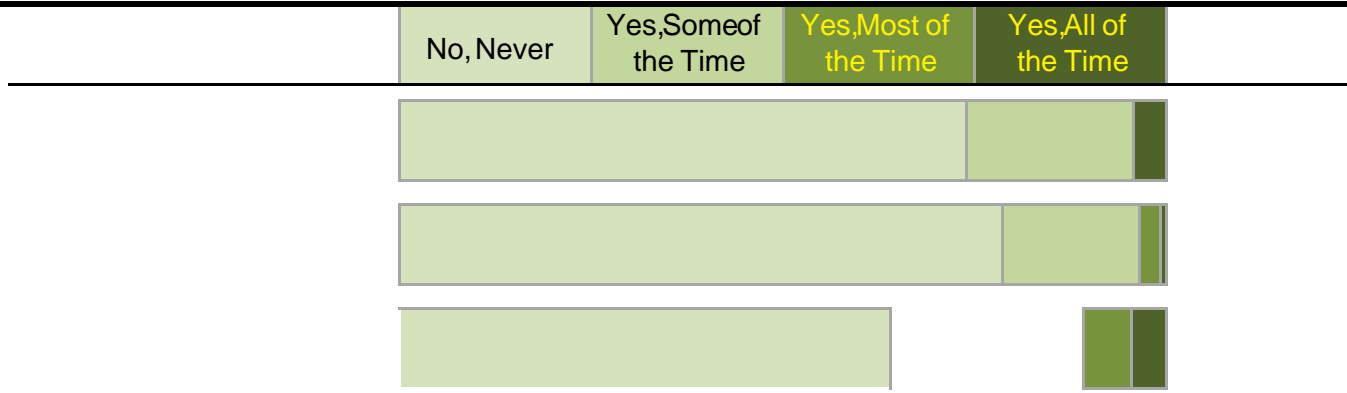 No, Never
Yes,Someof
the Time
Yes,Most of
the Time
Yes,All of
the Time